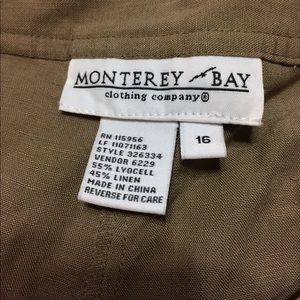 MONTEREY BAY
clothing company®
16
RN 115956
LF 11071163
STYLE 326334
VENDOR 6229
55% LYOCELL
45% LINEN
MADE IN CHINA
REVERSE FOR CARE